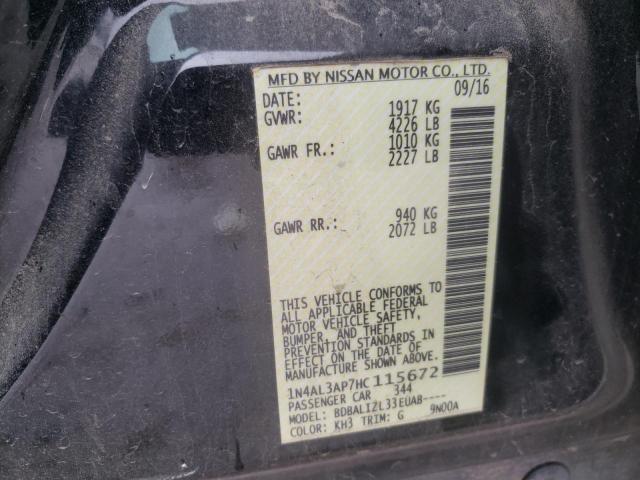 MFD BY NISSAN MOTOR CO., LTD.
DATE: 09/16
GVWR: 1917 KG
4226 LB
GAWR FR.: 1010 KG
2227 LB
GAWR RR.: 940 KG
2072 LB
THIS VEHICLE CONFORMS TO
ALL APPLICABLE FEDERAL
MOTOR VEHICLE SAFETY,
BUMPER, AND THEFT
PREVENTION STANDARDS IN
EFFECT ON THE DATE OF
MANUFACTURE SHOWN ABOVE.
1N4AL3AP7HC115672
PASSENGER CAR 344
MODEL: BDBALIZL33EUAB----
COLOR: KH3 TRIM: G 9N00A